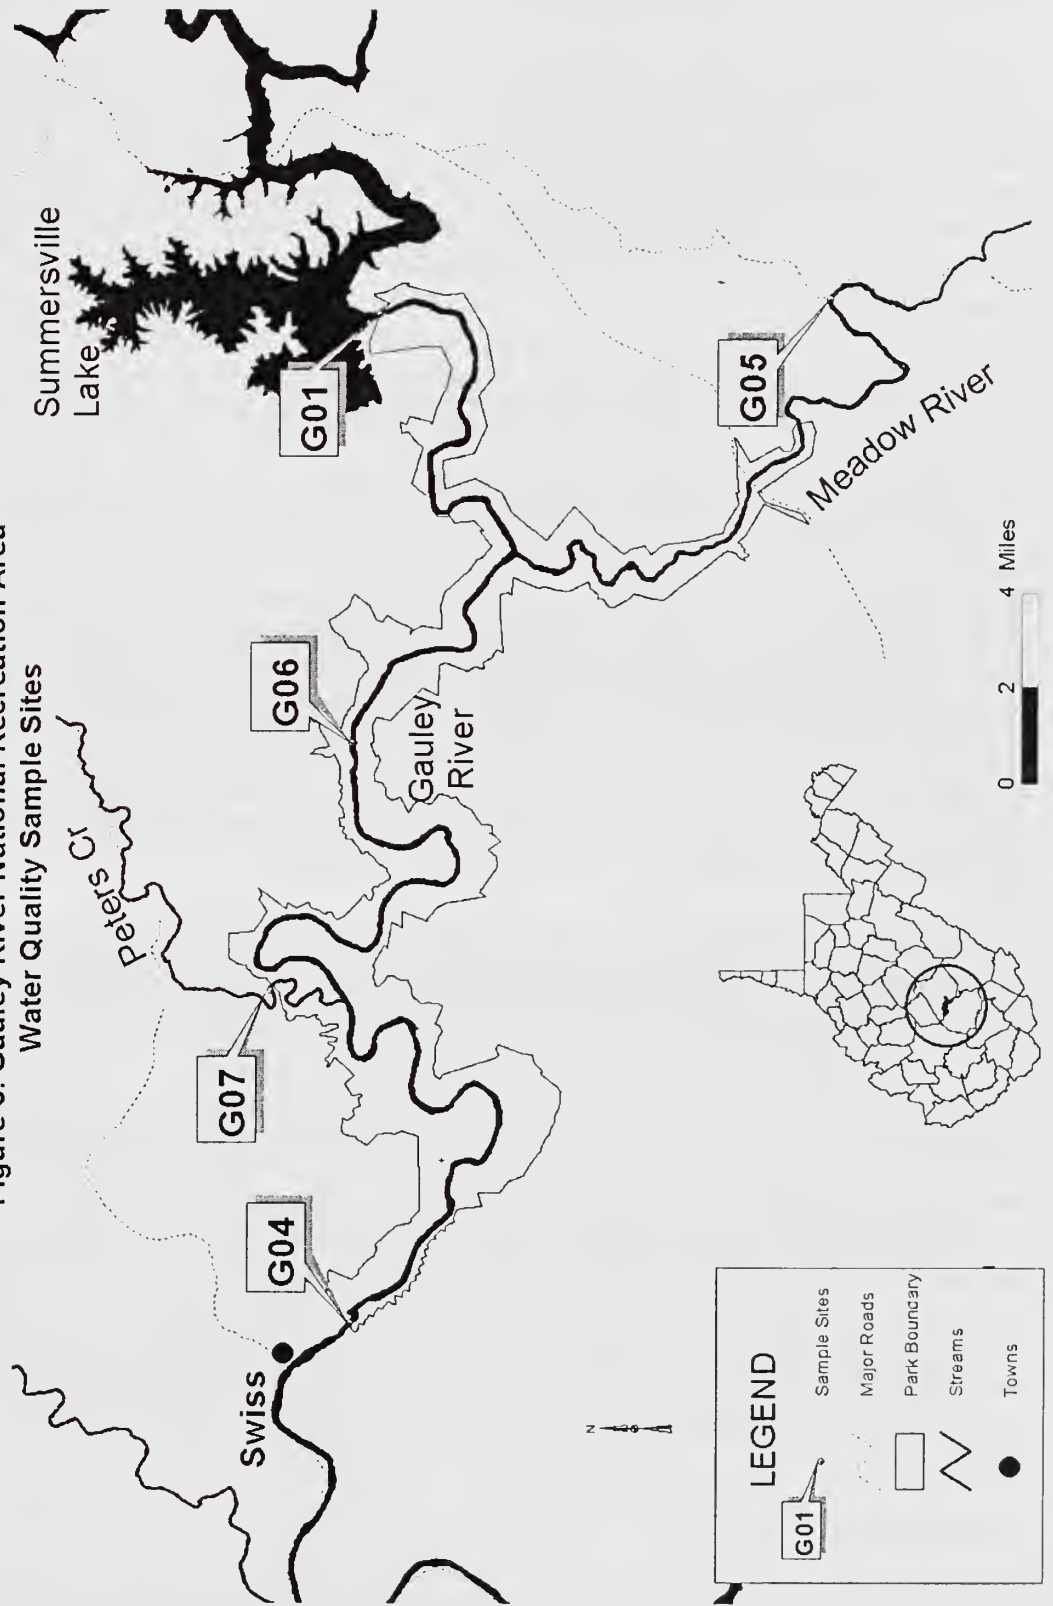 Water Quality Sample Sites
Summersville
Lake
Peters Cr
G01
G06
G07
G04
G05
Gauley
River
Meadow River
Swiss
N
0 2 4 Miles
LEGEND
G01
Sample Sites
Major Roads
Park Boundary
Streams
Towns